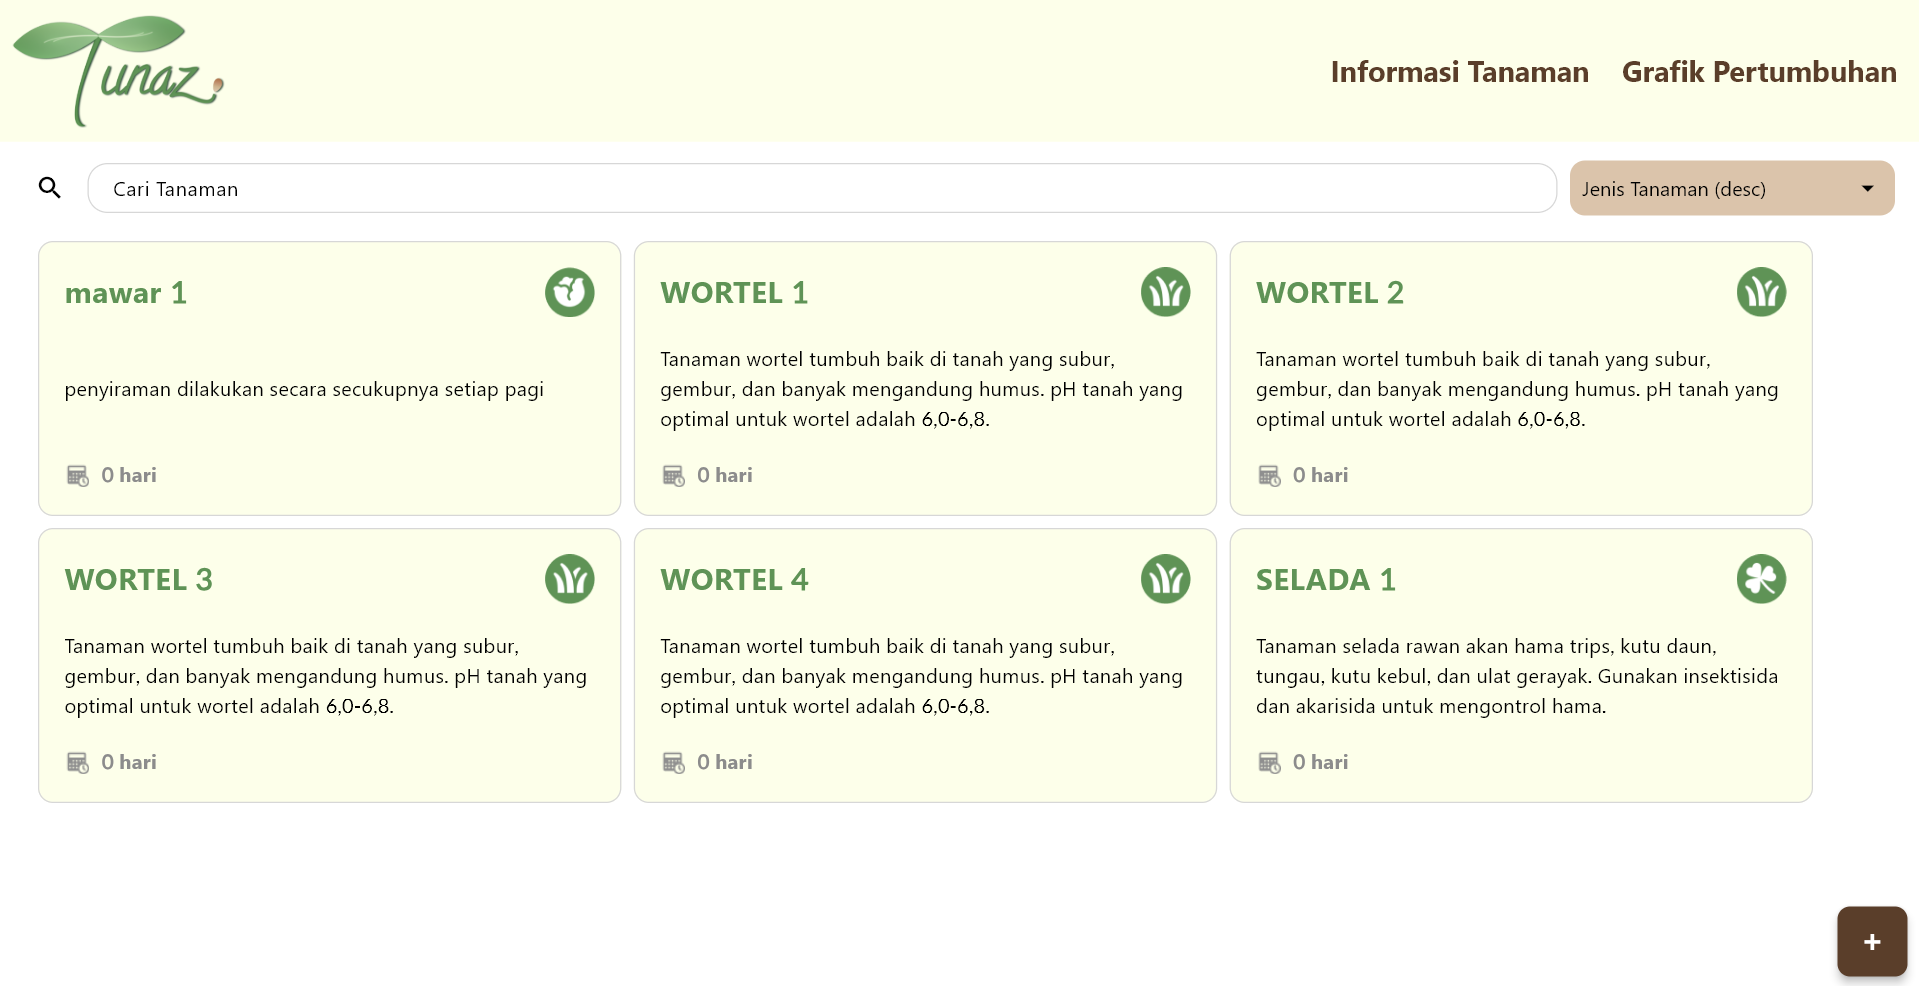 Tunaz
Informasi Tanaman
Grafik Pertumbuhan
Cari Tanaman
Jenis Tanaman (desc)
mawar 1
penyiraman dilakukan secara secukupnya setiap pagi
0 hari
WORTEL 1
Tanaman wortel tumbuh baik di tanah yang subur,
gembur, dan banyak mengandung humus. pH tanah yang
optimal untuk wortel adalah 6,0-6,8.
0 hari
WORTEL 2
Tanaman wortel tumbuh baik di tanah yang subur,
gembur, dan banyak mengandung humus. pH tanah yang
optimal untuk wortel adalah 6,0-6,8.
0 hari
WORTEL 3
Tanaman wortel tumbuh baik di tanah yang subur,
gembur, dan banyak mengandung humus. pH tanah yang
optimal untuk wortel adalah 6,0-6,8.
0 hari
WORTEL 4
Tanaman wortel tumbuh baik di tanah yang subur,
gembur, dan banyak mengandung humus. pH tanah yang
optimal untuk wortel adalah 6,0-6,8.
0 hari
SELADA 1
Tanaman selada rawan akan hama trips, kutu daun,
tungau, kutu kebul, dan ulat gerayak. Gunakan insektisida
dan akarisida untuk mengontrol hama.
0 hari
+